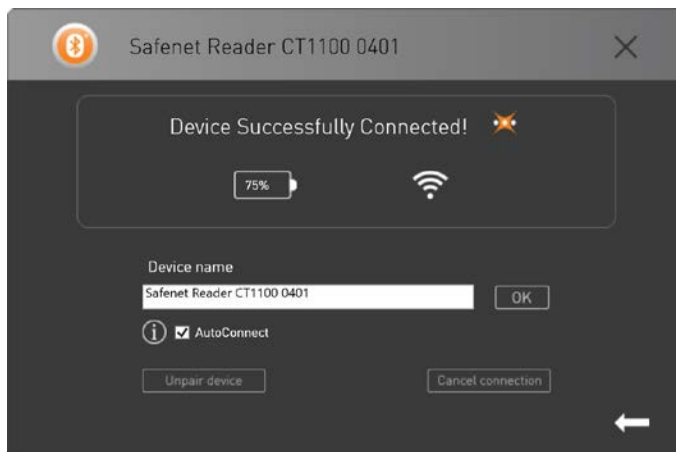 Safenet Reader CT1100 0401
Device Successfully Connected!
75%
Device name
Safenet Reader CT1100 0401
OK
AutoConnect
Unpair device
Cancel connection